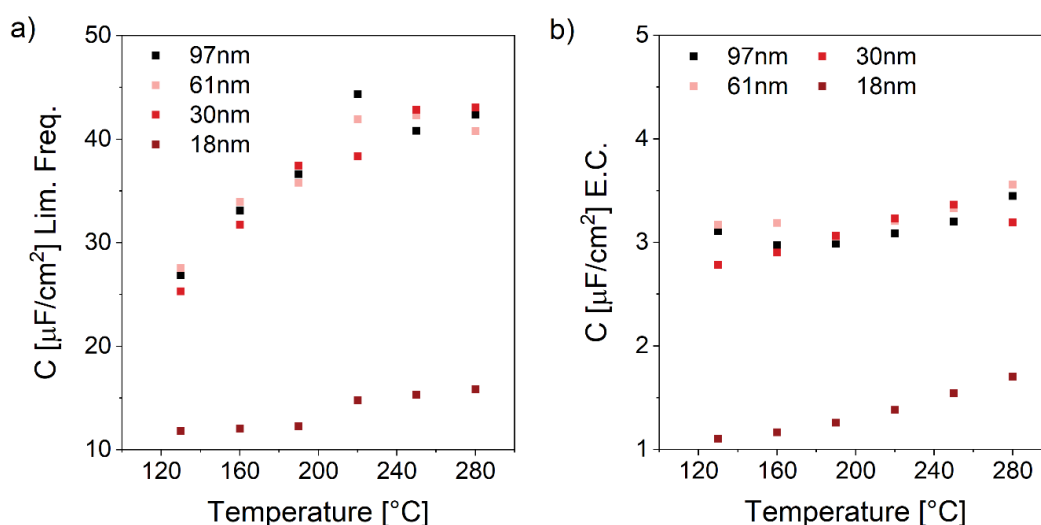 a)
50
40
30
20
10
C [μF/cm²] Lim. Freq.
97nm
61nm
30nm
18nm
120 160 200 240 280
Temperature [°C]
b)
5
4
3
2
1
C [μF/cm²] E.C.
97nm 30nm
61nm 18nm
120 160 200 240 280
Temperature [°C]